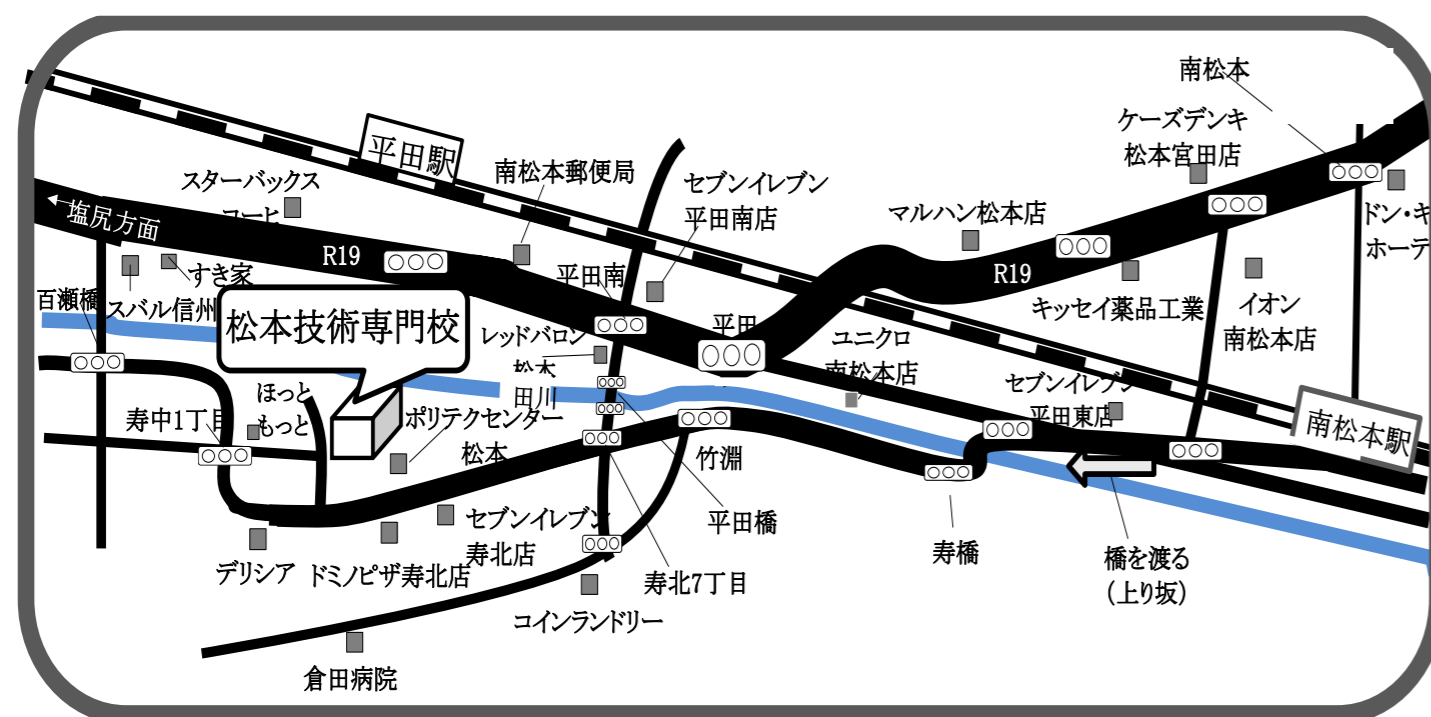 南松本
ケーズデンキ
松本宮田店
ドン・キ
ホーテ
平田駅
南松本郵便局
セブンイレブン
平田南店
スターバックス
コーヒ
マルハン松本店
←塩尻方面
R19
R19
平田南
すき家
スバル信州
百瀬橋
キッセイ薬品工業
イオン
南松本店
松本技術専門校
レッドバロン
松本
平田
ユニクロ
南松本店
セブンイレブン
平田東店
田川
ほっと
もっと
寿中1丁目
ポリテクセンター
松本
竹淵
南松本駅
平田橋
寿橋
橋を渡る
(上り坂)
セブンイレブン
寿北店
デリシア
ドミノピザ寿北店
寿北7丁目
コインランドリー
倉田病院